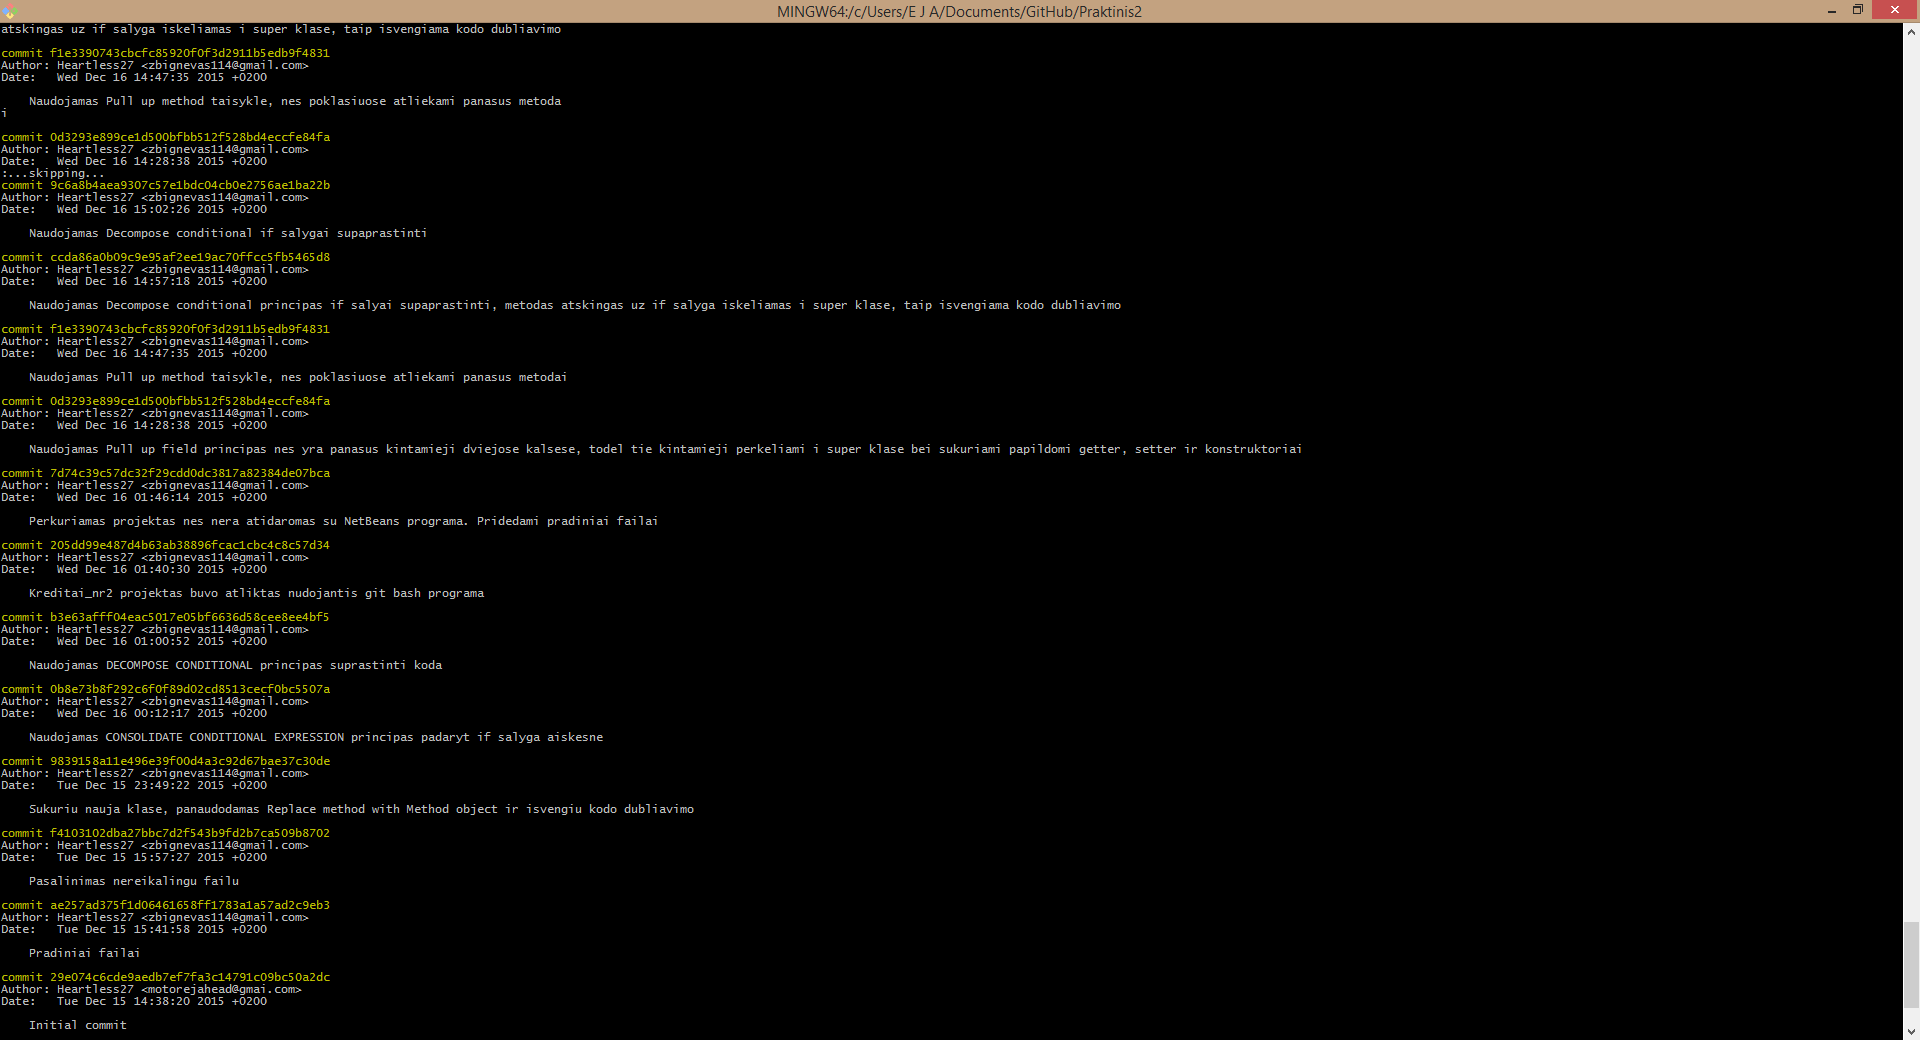 MINGW64:/c/Users/E J A/Documents/GitHub/Praktinis2
atskingas uz if salyga iskeliamas i super klase, taip isvengiama kodo dubliavimo
commit f1e3390743cbcfc85920f0f3d2911b5edb9f4831
Author: Heartless27 <zbignevas114@gmail.com>
Date:   Wed Dec 16 14:47:35 2015 +0200
Naudojamas Pull up method taisykle, nes poklasiuose atliekami panasus metoda
i
commit 0d3293e899ce1d500bfbb512f528bd4eccfe84fa
Author: Heartless27 <zbignevas114@gmail.com>
Date:   Wed Dec 16 14:28:38 2015 +0200
:...skipping...
commit 9c6a8b4aea9307c57e1bdc04cb0e2756ae1ba22b
Author: Heartless27 <zbignevas114@gmail.com>
Date:   Wed Dec 16 15:02:26 2015 +0200
Naudojamas Decompose conditional if salygai supaprastinti
commit ccda86a0b09c9e95af2ee19ac70ffcc5fb5465d8
Author: Heartless27 <zbignevas114@gmail.com>
Date:   Wed Dec 16 14:57:18 2015 +0200
Naudojamas Decompose conditional principas if salyai supaprastinti, metodas atskingas uz if salyga iskeliamas i super klase, taip isvengiama kodo dubliavimo
commit f1e3390743cbcfc85920f0f3d2911b5edb9f4831
Author: Heartless27 <zbignevas114@gmail.com>
Date:   Wed Dec 16 14:47:35 2015 +0200
Naudojamas Pull up method taisykle, nes poklasiuose atliekami panasus metodai
commit 0d3293e899ce1d500bfbb512f528bd4eccfe84fa
Author: Heartless27 <zbignevas114@gmail.com>
Date:   Wed Dec 16 14:28:38 2015 +0200
Naudojamas Pull up field principas nes yra panasus kintamieji dviejose kalsese, todel tie kintamieji perkeliami i super klase bei sukuriami papildomi getter, setter ir konstruktoriai
commit 7d74c39c57dc32f29cdd0dc3817a82384de07bca
Author: Heartless27 <zbignevas114@gmail.com>
Date:   Wed Dec 16 01:46:14 2015 +0200
Perkuriamas projektas nes nera atidaromas su NetBeans programa. Pridedami pradiniai failai
commit 205dd99e487d4b63ab38896fcac1cbc4c8c57d34
Author: Heartless27 <zbignevas114@gmail.com>
Date:   Wed Dec 16 01:40:30 2015 +0200
Kreditai_nr2 projektas buvo atliktas nudojantis git bash programa
commit b3e63afff04eac5017e05bf6636d58cee8ee4bf5
Author: Heartless27 <zbignevas114@gmail.com>
Date:   Wed Dec 16 01:00:52 2015 +0200
Naudojamas DECOMPOSE CONDITIONAL principas suprastinti koda
commit 0b8e73b8f292c6f0f89d02cd8513cecf0bc5507a
Author: Heartless27 <zbignevas114@gmail.com>
Date:   Wed Dec 16 00:12:17 2015 +0200
Naudojamas CONSOLIDATE CONDITIONAL EXPRESSION principas padaryt if salyga aiskesne
commit 9839158a11e496e39f00d4a3c92d67bae37c30de
Author: Heartless27 <zbignevas114@gmail.com>
Date:   Tue Dec 15 23:49:22 2015 +0200
Sukuriu nauja klase, panaudodamas Replace method with Method object ir isvengiu kodo dubliavimo
commit f4103102dba27bbc7d2f543b9fd2b7ca509b8702
Author: Heartless27 <zbignevas114@gmail.com>
Date:   Tue Dec 15 15:57:27 2015 +0200
Pasalinimas nereikalingu failu
commit ae257ad375f1d06461658ff1783a1a57ad2c9eb3
Author: Heartless27 <zbignevas114@gmail.com>
Date:   Tue Dec 15 15:41:58 2015 +0200
Pradiniai failai
commit 29e074c6cde9aedb7ef7fa3c14791c09bc50a2dc
Author: Heartless27 <motorejahead@gmai.com>
Date:   Tue Dec 15 14:38:20 2015 +0200
Initial commit